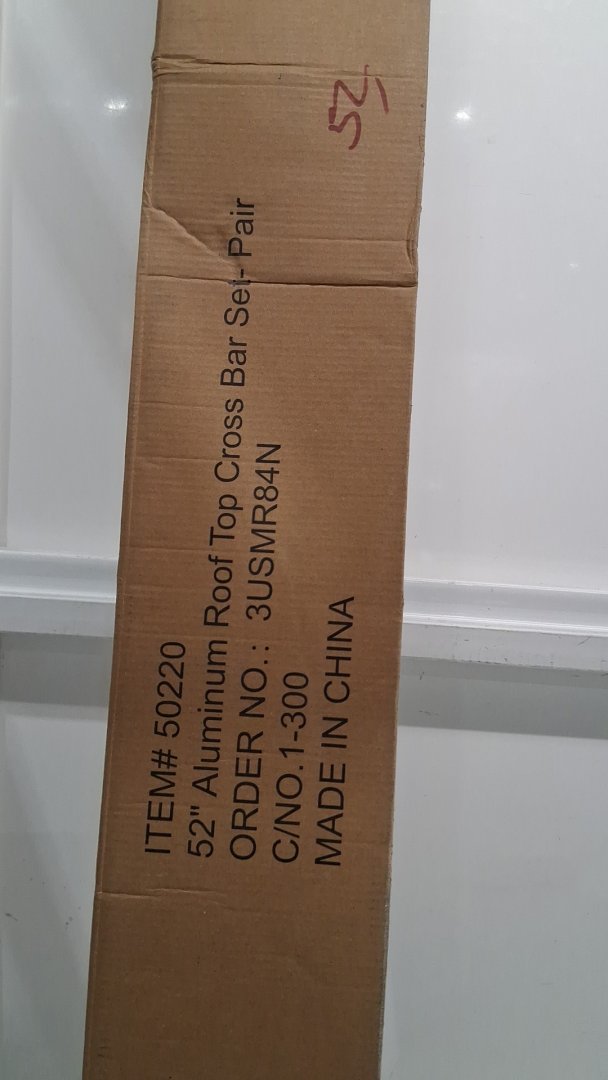 52
ITEM# 50220
52" Aluminum Roof Top Cross Bar Set- Pair
ORDER NO.: 3USMR84N
C/NO.1-300
MADE IN CHINA